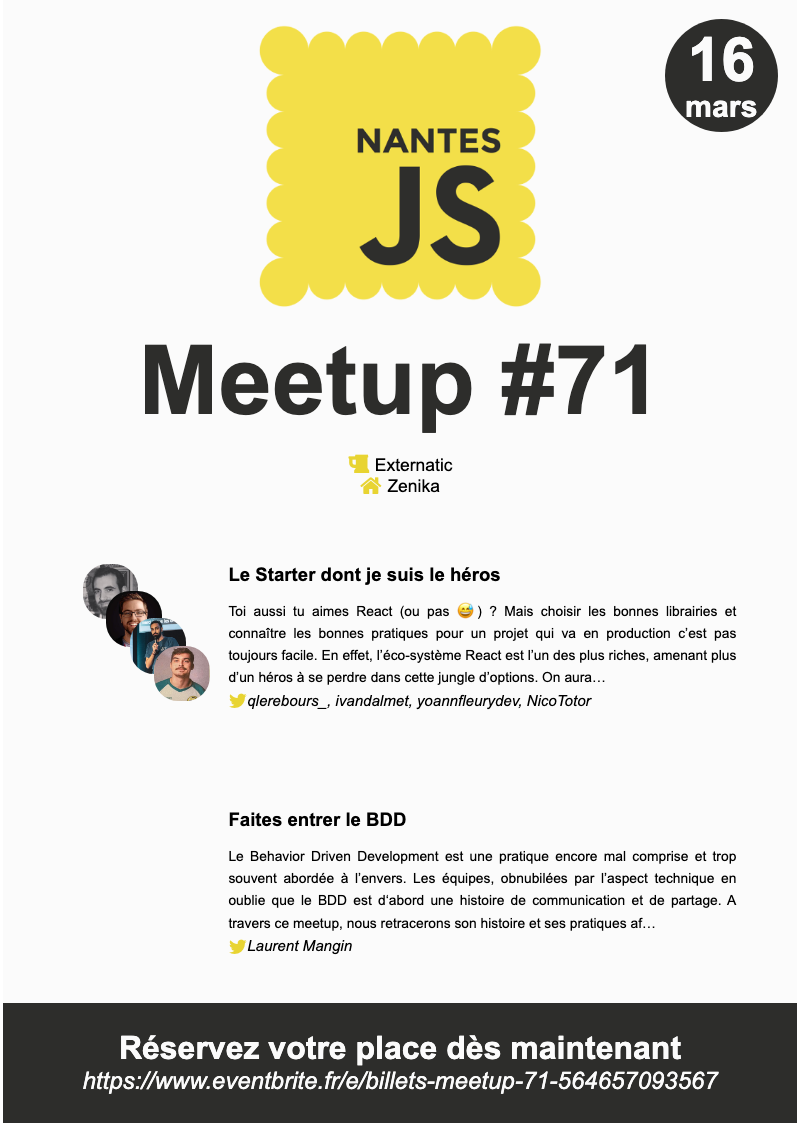 16
mars
NANTES
JS
Meetup #71
Externatic
Zenika
Le Starter dont je suis le héros
Toi aussi tu aimes React (ou pas 😅) ? Mais choisir les bonnes librairies et
connaître les bonnes pratiques pour un projet qui va en production c’est pas
toujours facile. En effet, l’éco-système React est l’un des plus riches, amenant plus
d’un héros à se perdre dans cette jungle d’options. On aura…
qlerebours_, ivandalmet, yoannfleurydev, NicoTotor
Faites entrer le BDD
Le Behavior Driven Development est une pratique encore mal comprise et trop
souvent abordée à l’envers. Les équipes, obnubilées par l’aspect technique en
oublie que le BDD est d‘abord une histoire de communication et de partage. A
travers ce meetup, nous retracerons son histoire et ses pratiques af…
Laurent Mangin
Réservez votre place dès maintenant
https://www.eventbrite.fr/e/billets-meetup-71-564657093567